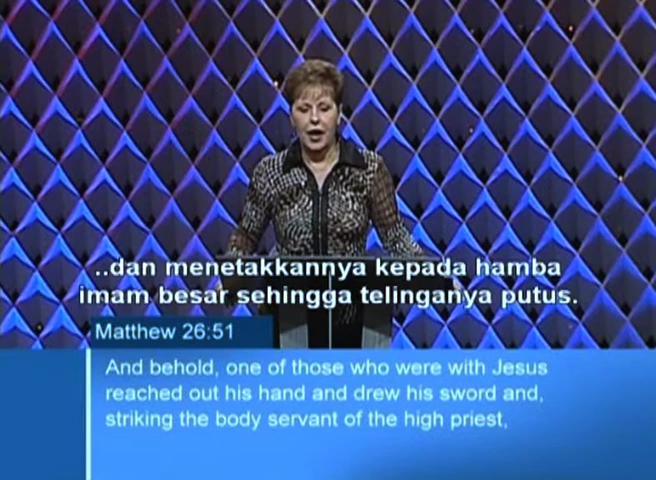 ..dan menetakkannya kepada hamba
imam besar sehingga telinganya putus.
Matthew 26:51
And behold, one of those who were with Jesus
reached out his hand and drew his sword and,
striking the body servant of the high priest,